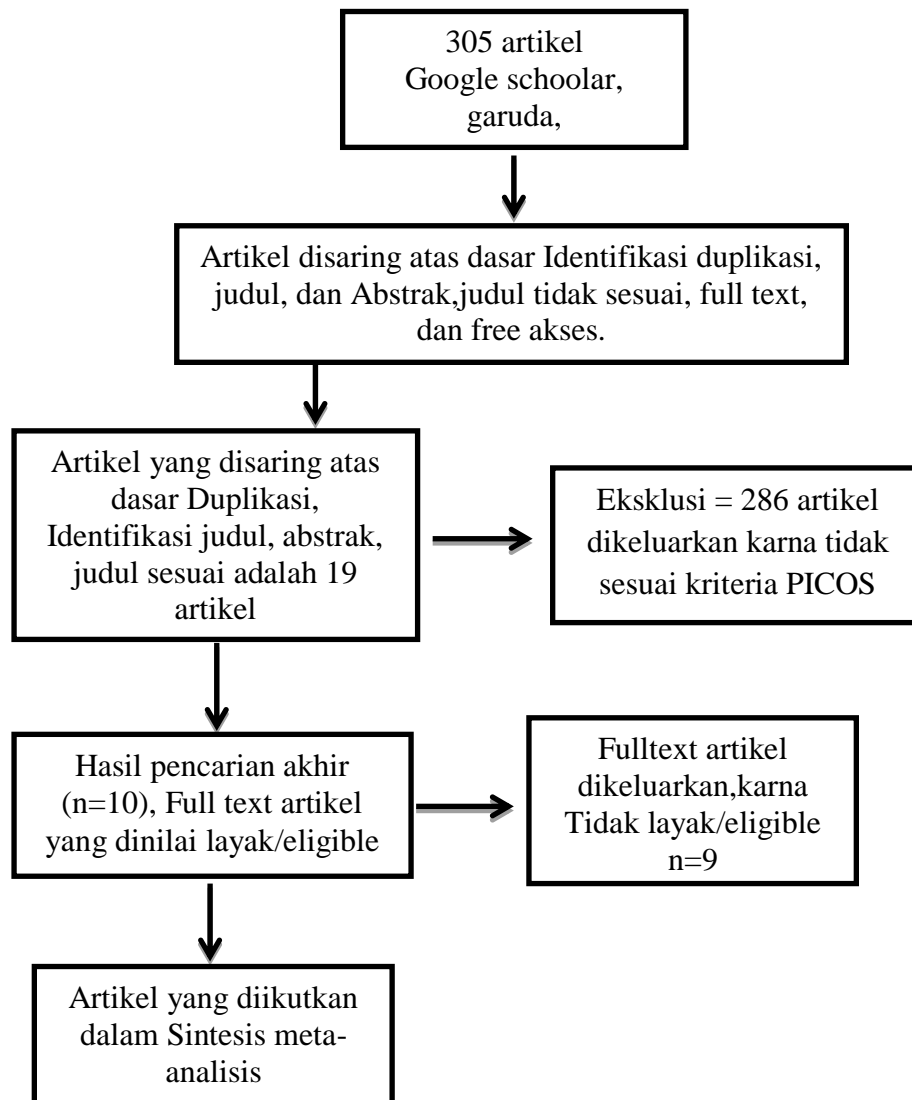 305 artikel
Google schoolar,
garuda,
Artikel disaring atas dasar Identifikasi duplikasi,
judul, dan Abstrak,judul tidak sesuai, full text,
dan free akses.
Artikel yang disaring atas
dasar Duplikasi,
Identifikasi judul, abstrak,
judul sesuai adalah 19
artikel
Eksklusi = 286 artikel
dikeluarkan karna tidak
sesuai kriteria PICOS
Hasil pencarian akhir
(n=10), Full text artikel
yang dinilai layak/eligible
Fulltext artikel
dikeluarkan,karna
Tidak layak/eligible
n=9
Artikel yang diikutkan
dalam Sintesis meta-
analisis